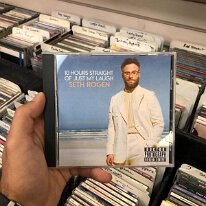 10 HOURS STRAIGHT
OF JUST MY LAUGH
SETH ROGEN
PARENTAL
ADVISORY
EXPLICIT CONTENT